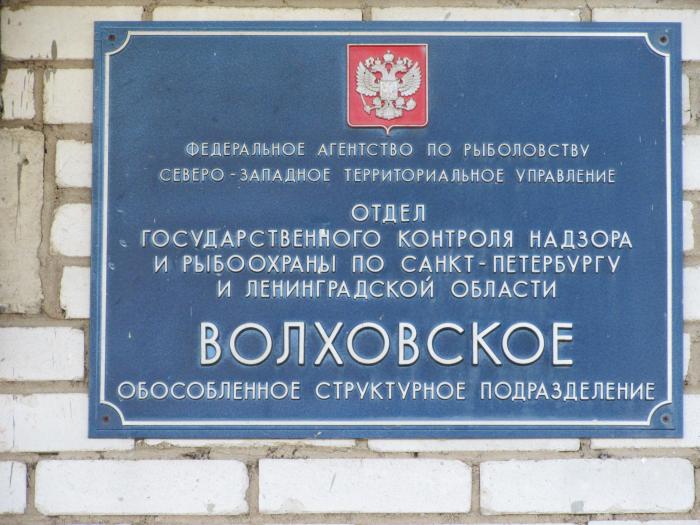 ФЕДЕРАЛЬНОЕ АГЕНТСТВО ПО РЫБОЛОВСТВУ
СЕВЕРО-ЗАПАДНОЕ ТЕРРИТОРИАЛЬНОЕ УПРАВЛЕНИЕ
ОТДЕЛ
ГОСУДАРСТВЕННОГО КОНТРОЛЯ НАДЗОРА
И РЫБООХРАНЫ ПО САНКТ-ПЕТЕРБУРГУ
И ЛЕНИНГРАДСКОЙ ОБЛАСТИ
ВОЛХОВСКОЕ
ОБОСОБЛЕННОЕ СТРУКТУРНОЕ ПОДРАЗДЕЛЕНИЕ